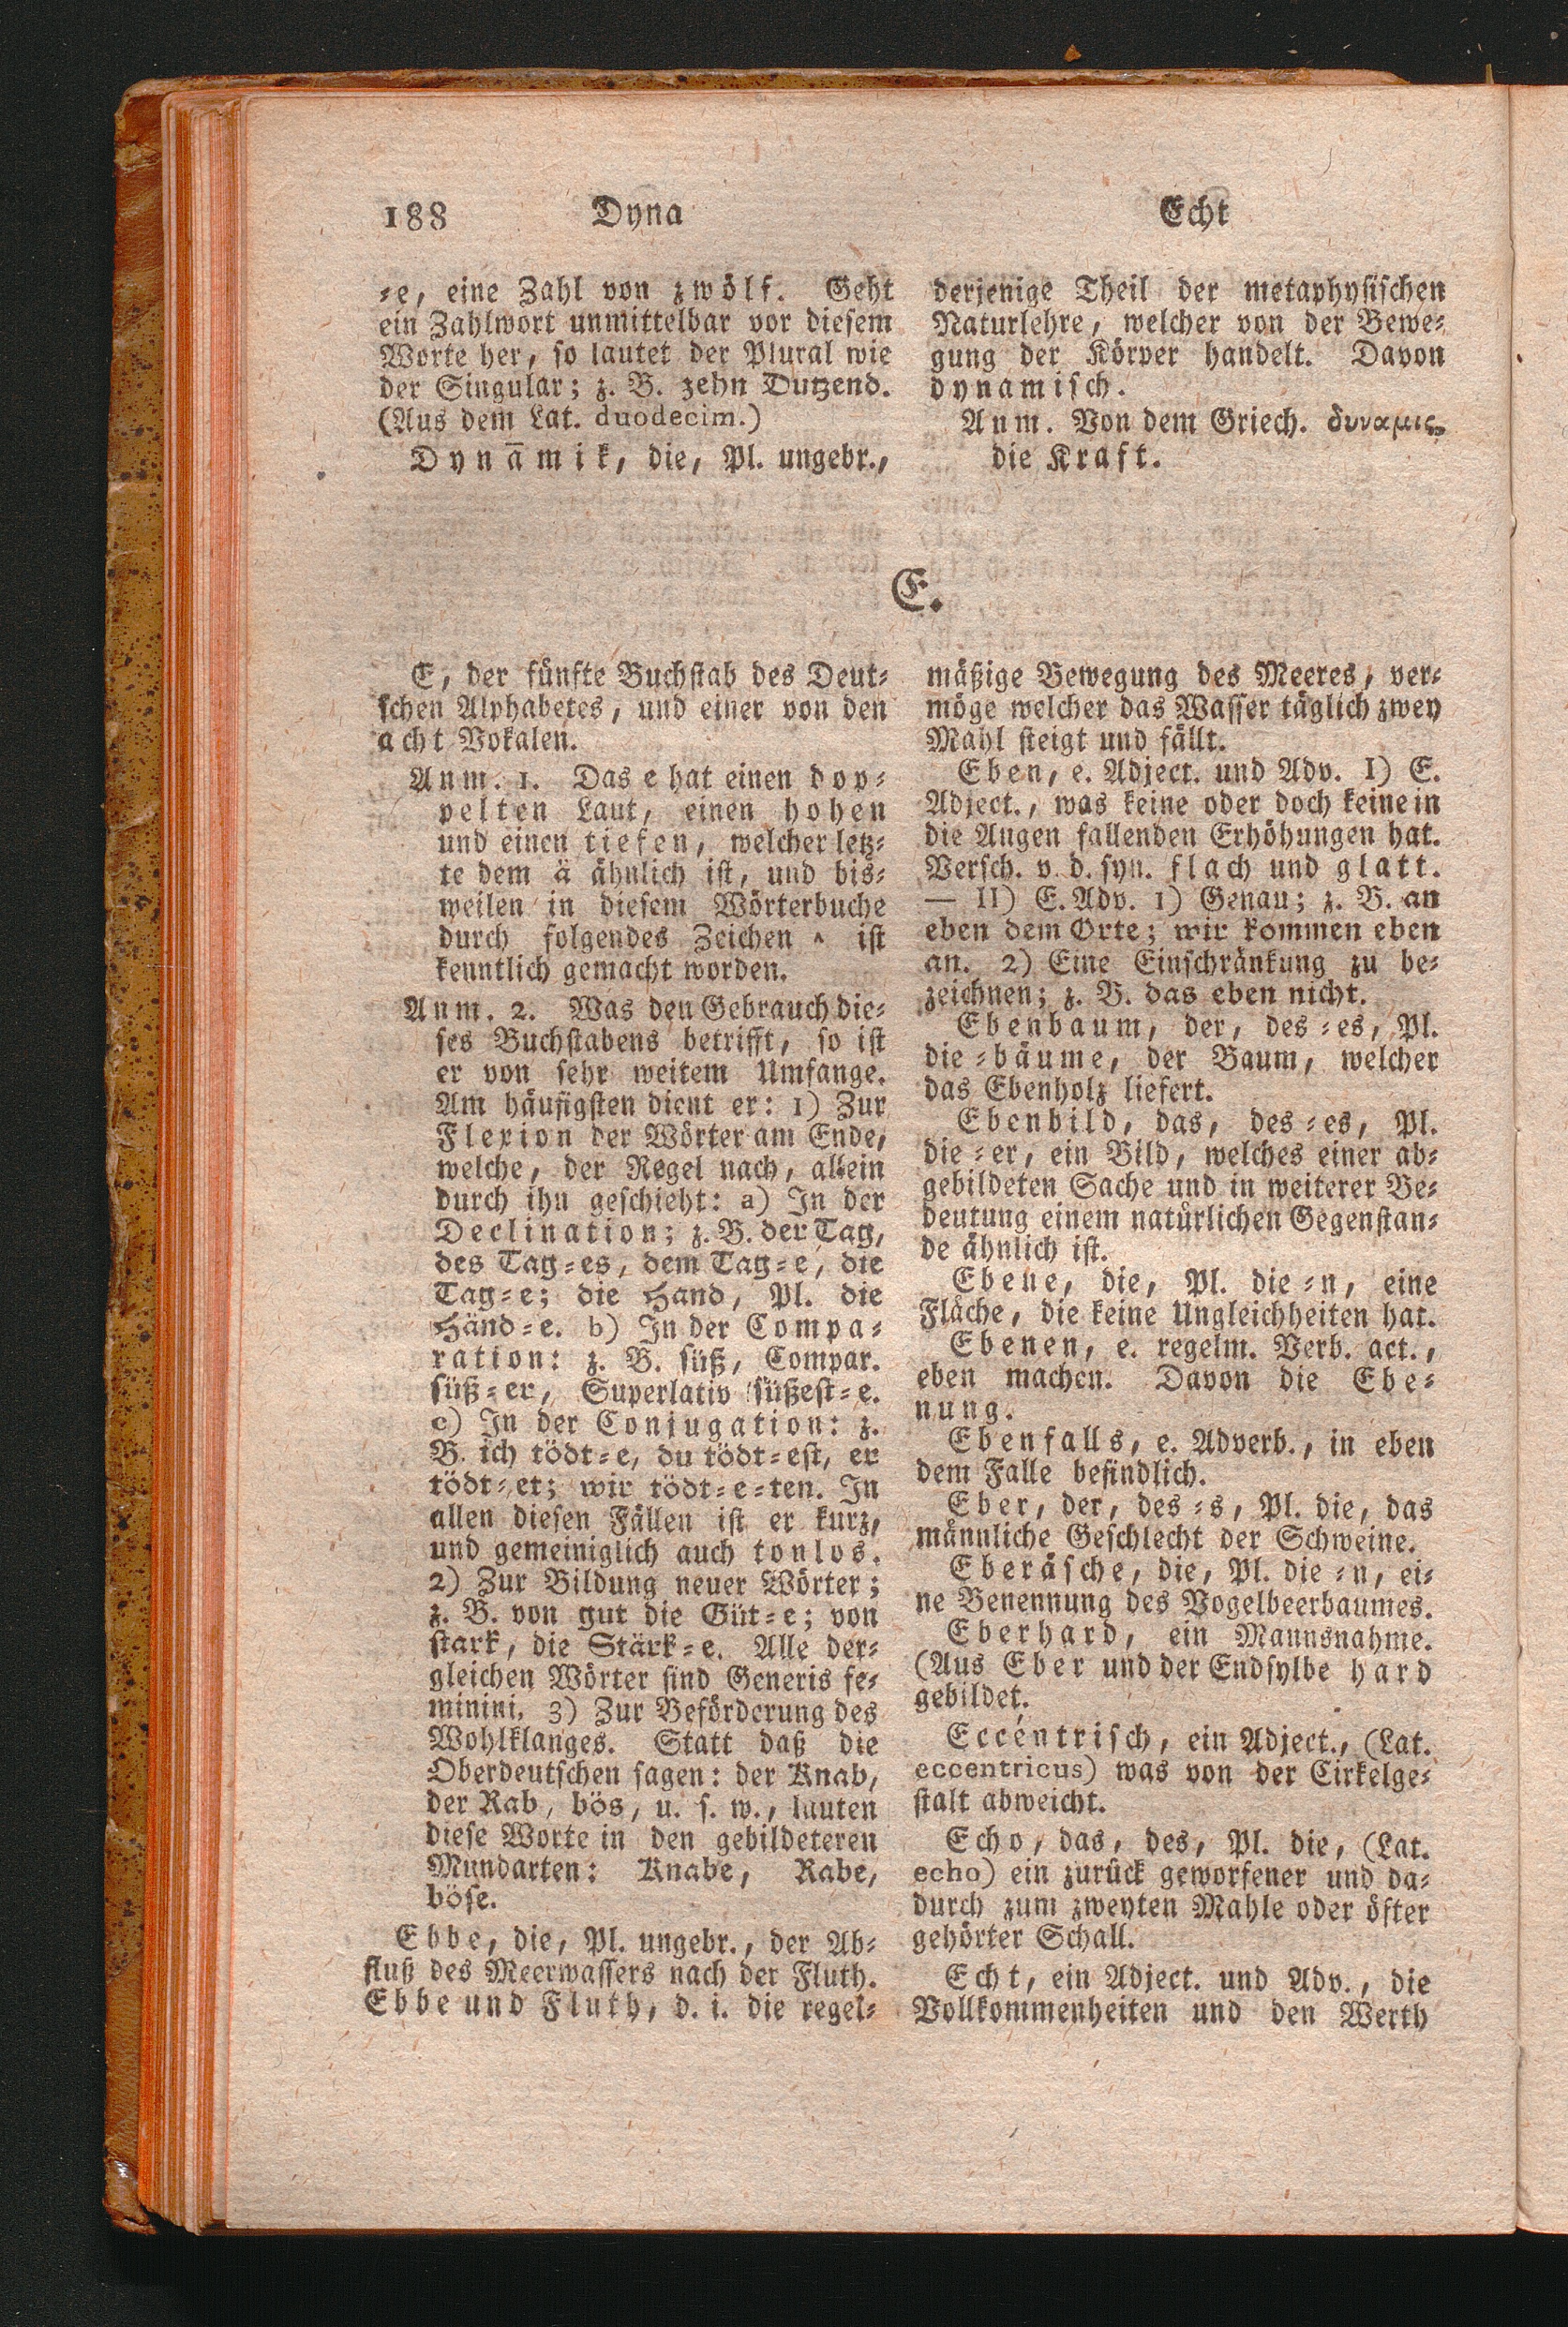 188 Dyna Echt
⸗e, eine Zahl von zwölf. Geht
ein Zahlwort unmittelbar vor dieſem
Worte her, ſo lautet der Plural wie
der Singular; z. B. zehn Dutzend.
(Aus dem Lat. duodecim.)
Dynāmik, die, Pl. ungebr.,
derjenige Theil der metaphyſiſchen
Naturlehre, welcher von der Bewe⸗
gung der Körper handelt. Davon
dynamiſch.
Anm. Von dem Griech. δυναμις
die Kraft.
E.
E, der fünfte Buchſtab des Deut⸗
ſchen Alphabetes, und einer von den
acht Vokalen.
Anm. 1. Das e hat einen dop⸗
pelten Laut, einen hohen
und einen tiefen, welcher letz⸗
te dem ä ähnlich iſt, und bis⸗
weilen in dieſem Wörterbuche
durch folgendes Zeichen ^ iſt
kenntlich gemacht worden.
Anm. 2. Was den Gebrauch die⸗
ſes Buchſtabens betrifft, ſo iſt
er von ſehr weitem Umfange.
Am häufigſten dient er: 1) Zur
Flexion der Wörter am Ende,
welche, der Regel nach, allein
durch ihn geſchieht: a) In der
Declination; z. B. der Tag,
des Tag⸗es, dem Tag⸗e, die
Tag⸗e; die Hand, Pl. die
Händ⸗e. b) In der Compa⸗
ration: z. B. ſüß, Compar.
ſüß⸗er, Superlativ ſüßeſt⸗e.
c) In der Conjugation: z.
B. ich tödt⸗e, du tödt⸗eſt, er
tödt⸗et; wir tödt⸗e⸗ten. In
allen dieſen Fällen iſt er kurz,
und gemeiniglich auch tonlos.
2) Zur Bildung neuer Wörter;
z. B. von gut die Güt⸗e; von
ſtark, die Stärk⸗e. Alle der⸗
gleichen Wörter ſind Generis fe⸗
minini. 3) Zur Beförderung des
Wohlklanges. Statt daß die
Oberdeutſchen ſagen: der Knab,
der Rab, bös, u. ſ. w., lauten
dieſe Worte in den gebildeteren
Mundarten: Knabe, Rabe,
böſe.
Ebbe, die, Pl. ungebr., der Ab⸗
fluß des Meerwaſſers nach der Fluth.
Ebbe und Fluth, d. i. die regel⸗
mäßige Bewegung des Meeres, ver⸗
möge welcher das Waſſer täglich zwey
Mahl ſteigt und fällt.
Eben, e. Adject. und Adv. I) E.
Adject., was keine oder doch keine in
die Augen fallenden Erhöhungen hat.
Verſch. v. d. ſyn. flach und glatt.
— II) E. Adv. 1) Genau; z. B. an
eben dem Orte; wir kommen eben
an. 2) Eine Einſchränkung zu be⸗
zeichnen; z. B. das eben nicht.
Ebenbaum, der, des⸗es, Pl.
die⸗bäume, der Baum, welcher
das Ebenholz liefert.
Ebenbild, das, des⸗es, Pl.
die⸗er, ein Bild, welches einer ab⸗
gebildeten Sache und in weiterer Be⸗
deutung einem natürlichen Gegenſtan⸗
de ähnlich iſt.
Ebene, die, Pl. die⸗n, eine
Fläche, die keine Ungleichheiten hat.
Ebenen, e. regelm. Verb. act.,
eben machen. Davon die Ebe⸗
nung.
Ebenfalls, e. Adverb., in eben
dem Falle befindlich.
Eber, der, des⸗s, Pl. die, das
männliche Geſchlecht der Schweine.
Eberäſche, die, Pl. die⸗n, ei⸗
ne Benennung des Vogelbeerbaumes.
Eberhard, ein Mannsnahme.
(Aus Eber und der Endſylbe hard
gebildet.
Eccéntriſch, ein Adject., (Lat.
eccentricus) was von der Cirkelge⸗
ſtalt abweicht.
Echo, das, des, Pl. die, (Lat.
echo) ein zurück geworfener und da⸗
durch zum zweyten Mahle oder öfter
gehörter Schall.
Echt, ein Adject. und Adv., die
Vollkommenheiten und den Werth